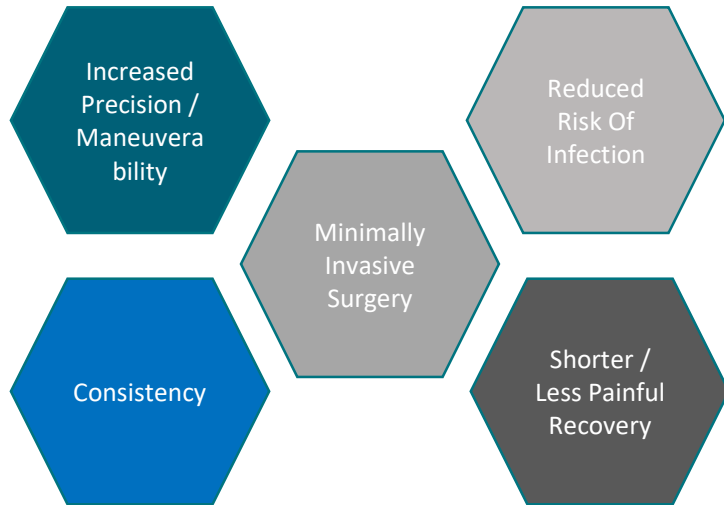 Increased
Precision /
Maneuvera
bility
Reduced
Risk Of
Infection
Minimally
Invasive
Surgery
Consistency
Shorter /
Less Painful
Recovery